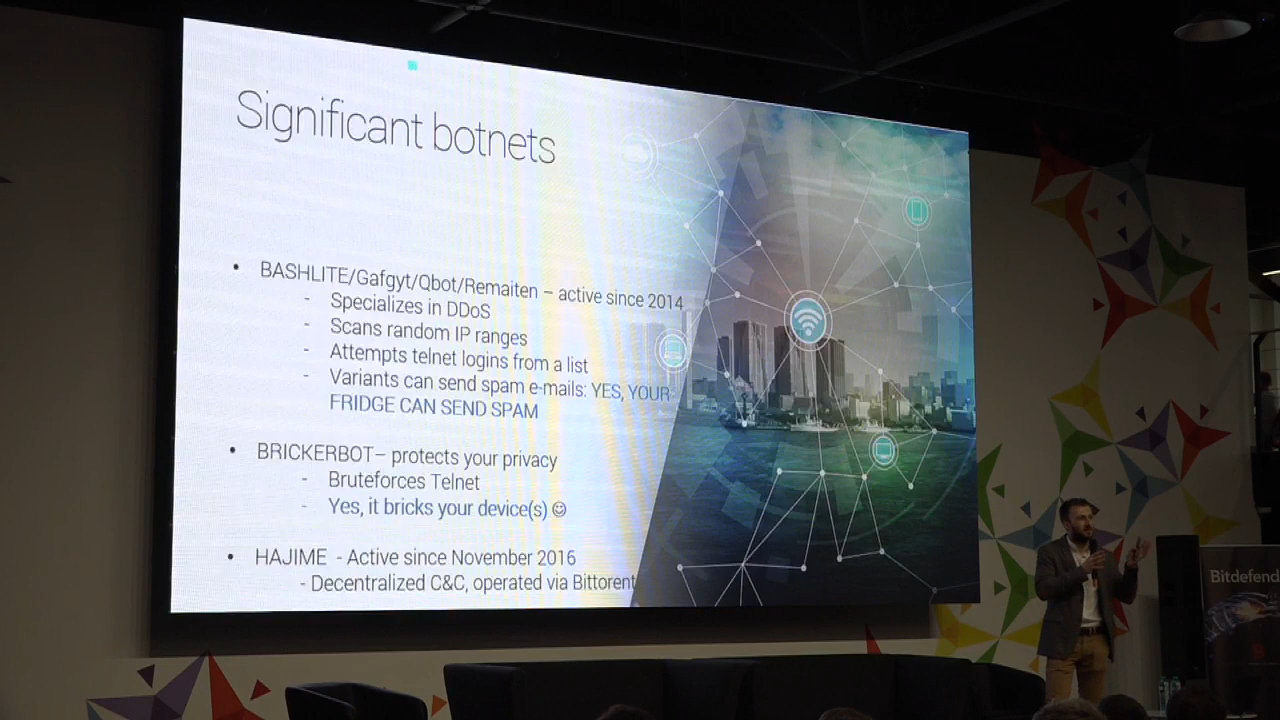 Significant botnets
• BASHLITE/Gafgyt/Qbot/Remaiten – active since 2014
- Specializes in DDoS
- Scans random IP ranges
- Attempts telnet logins from a list
- Variants can send spam e-mails: YES, YOUR
FRIDGE CAN SEND SPAM
• BRICKERBOT– protects your privacy
- Bruteforces Telnet
- Yes, it bricks your device(s) ☺
• HAJIME - Active since November 2016
- Decentralized C&C, operated via Bittorent
Bitdefend